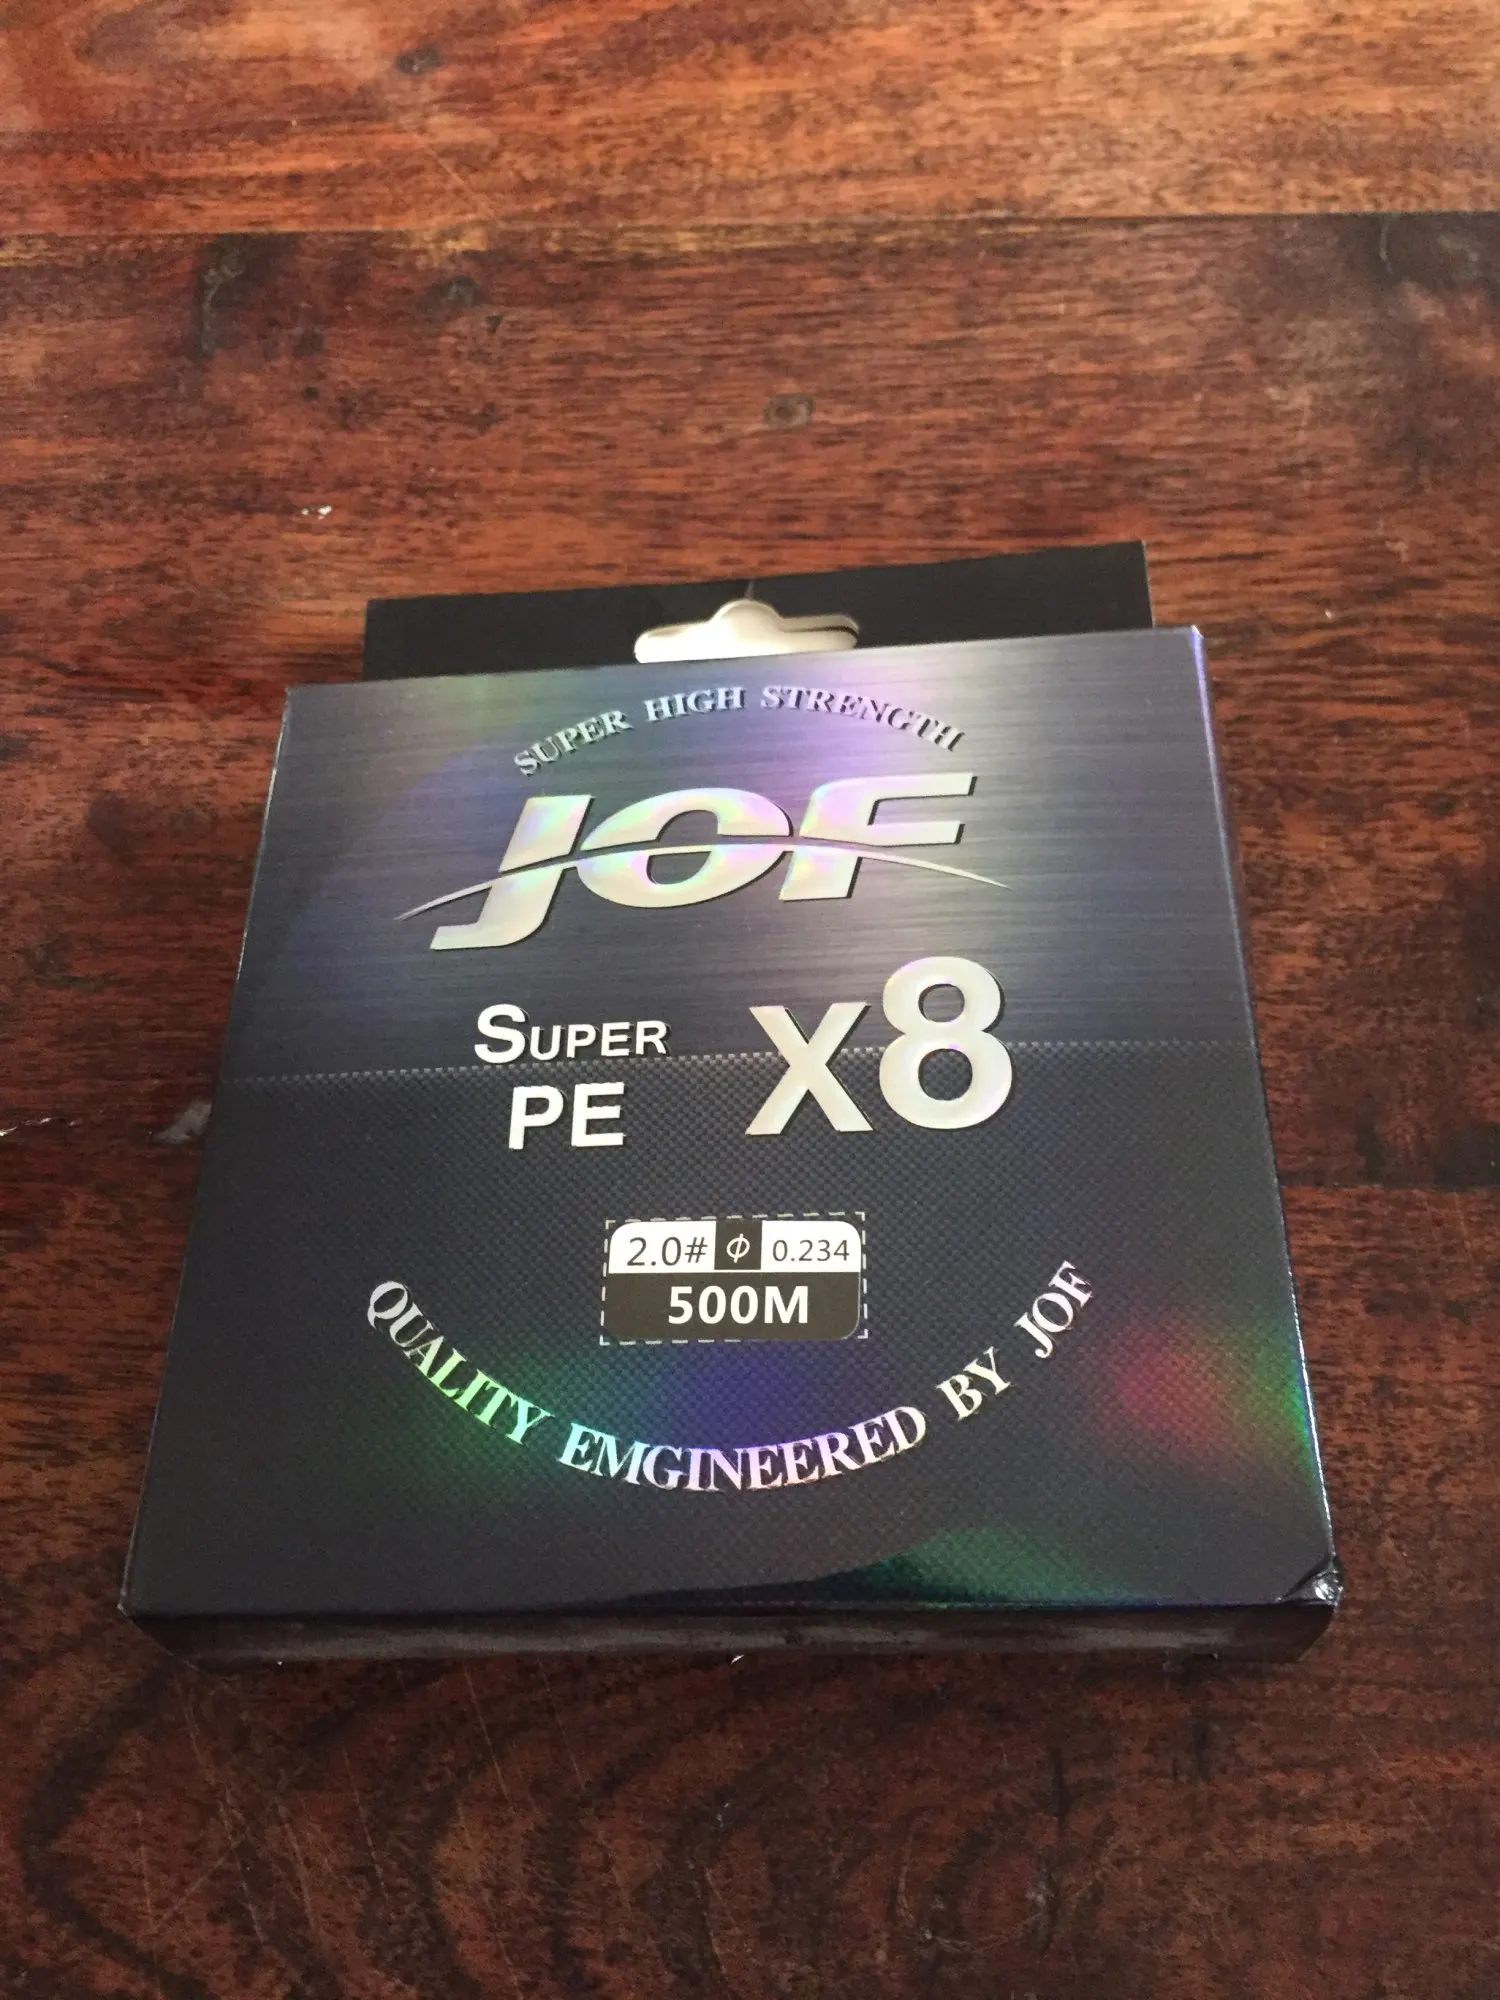 SUPER HIGH STRENGTH
JOF
SUPER
PE
X8
2.0# ϕ 0.234
500M
QUALITY EMGINEERED BY JOF